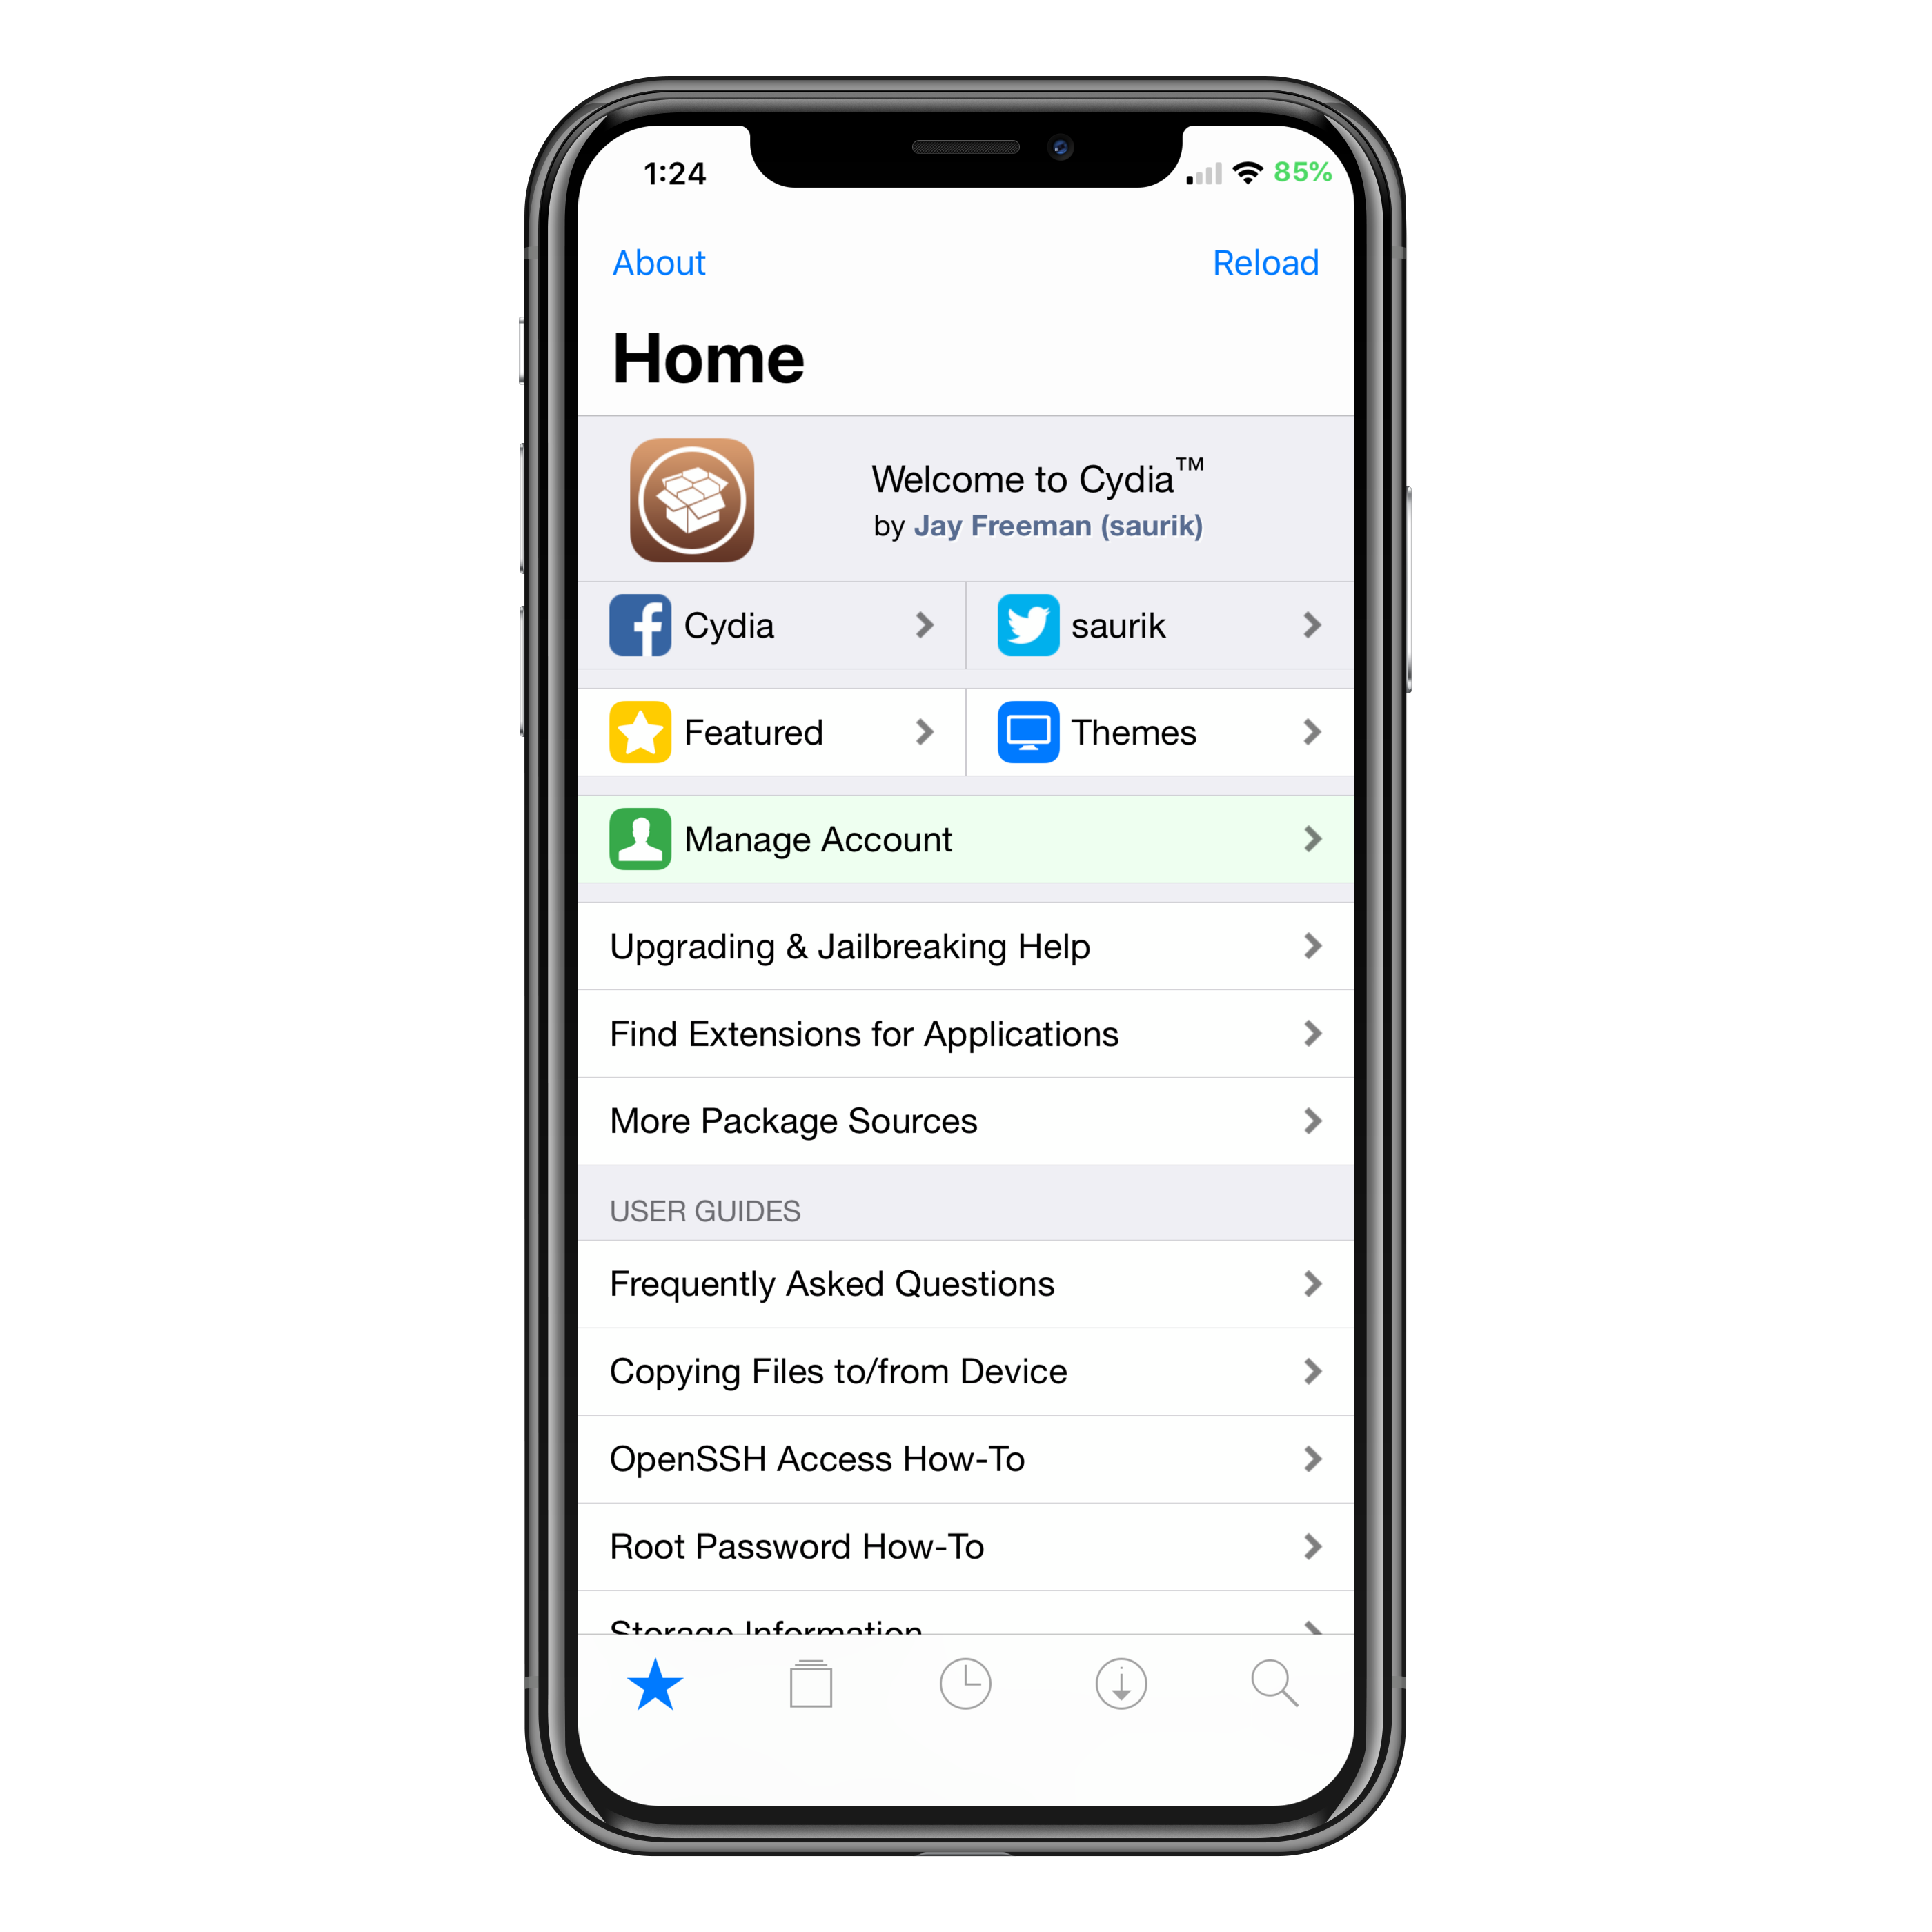 1:24
85%
About
Reload
Home
Welcome to Cydia™
by Jay Freeman (saurik)
Cydia
saurik
Featured
Themes
Manage Account
Upgrading & Jailbreaking Help
Find Extensions for Applications
More Package Sources
USER GUIDES
Frequently Asked Questions
Copying Files to/from Device
OpenSSH Access How-To
Root Password How-To
Storage Information